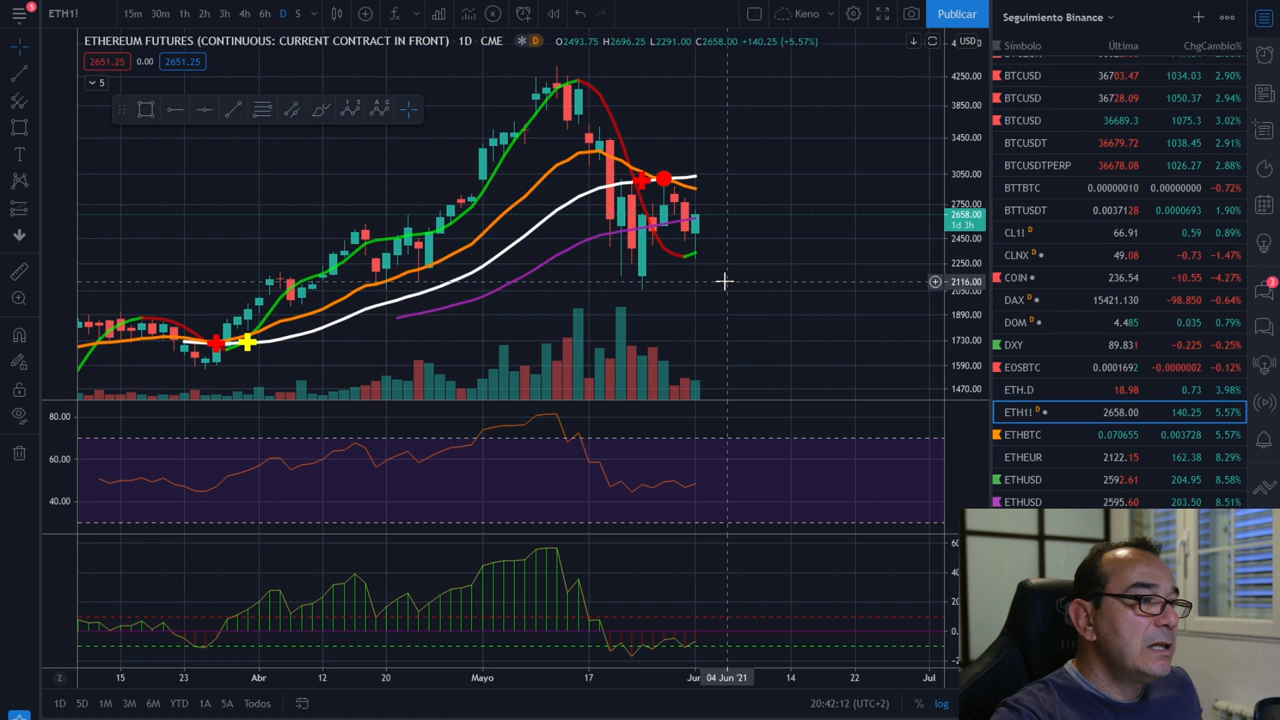 5
ETH1!
15m 30m 1h 2h 3h 4h 6h D S
Keno
Publicar
Seguimiento Binance
ETHEREUM FUTURES (CONTINUOUS: CURRENT CONTRACT IN FRONT) · 1D · CME
D
O2493.75 H2696.25 L2291.00 C2658.00 +140.25 (+5.57%)
USD
2651.25 0.00 2651.25
5
Símbolo Última Chg Cambio%
BTCUSD 36703.47 1034.03 2.90%
BTCUSD 36728.09 1050.37 2.94%
BTCUSD 36689.3 1075.3 3.02%
BTCUSDT 36679.72 1038.45 2.91%
BTCUSDTPERP 36678.08 1026.27 2.88%
BTTBTC 0.00000010 0.00000000 -0.72%
BTTUSDT 0.0037128 0.0000693 1.90%
CL1! D 66.91 0.59 0.89%
CLNX D 49.08 -0.73 -1.47%
COIN 236.54 -10.55 -4.27%
DAX D 15421.130 -98.850 -0.64%
DOM D 4.485 0.035 0.79%
DXY 89.831 -0.225 -0.25%
EOSBTC 0.0001692 -0.0000002 -0.12%
ETH.D 18.98 0.73 3.98%
ETH1! D 2658.00 140.25 5.57%
ETHBTC 0.070655 0.003728 5.57%
ETHEUR 2122.15 162.38 8.29%
ETHUSD 2592.61 204.95 8.58%
ETHUSD 2595.60 203.50 8.51%
3
4250.00
3850.00
3450.00
3050.00
2658.00
1d 3h
2450.00
2250.00
2116.00
2050.00
1890.00
1730.00
1590.00
1470.00
80.00
60.00
40.00
Z
15 23 Abr 12 20 Mayo 17 Jun 04 Jun '21 14 22 Jul
1D 5D 1M 3M 6M YTD 1A 5A Todos
20:42:12 (UTC+2)
%
log